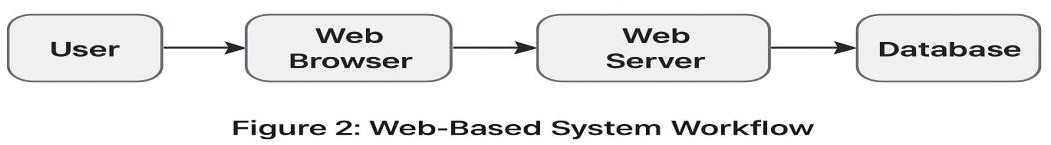 User
Web
Browser
Web
Server
Database
Figure 2: Web-Based System Workflow